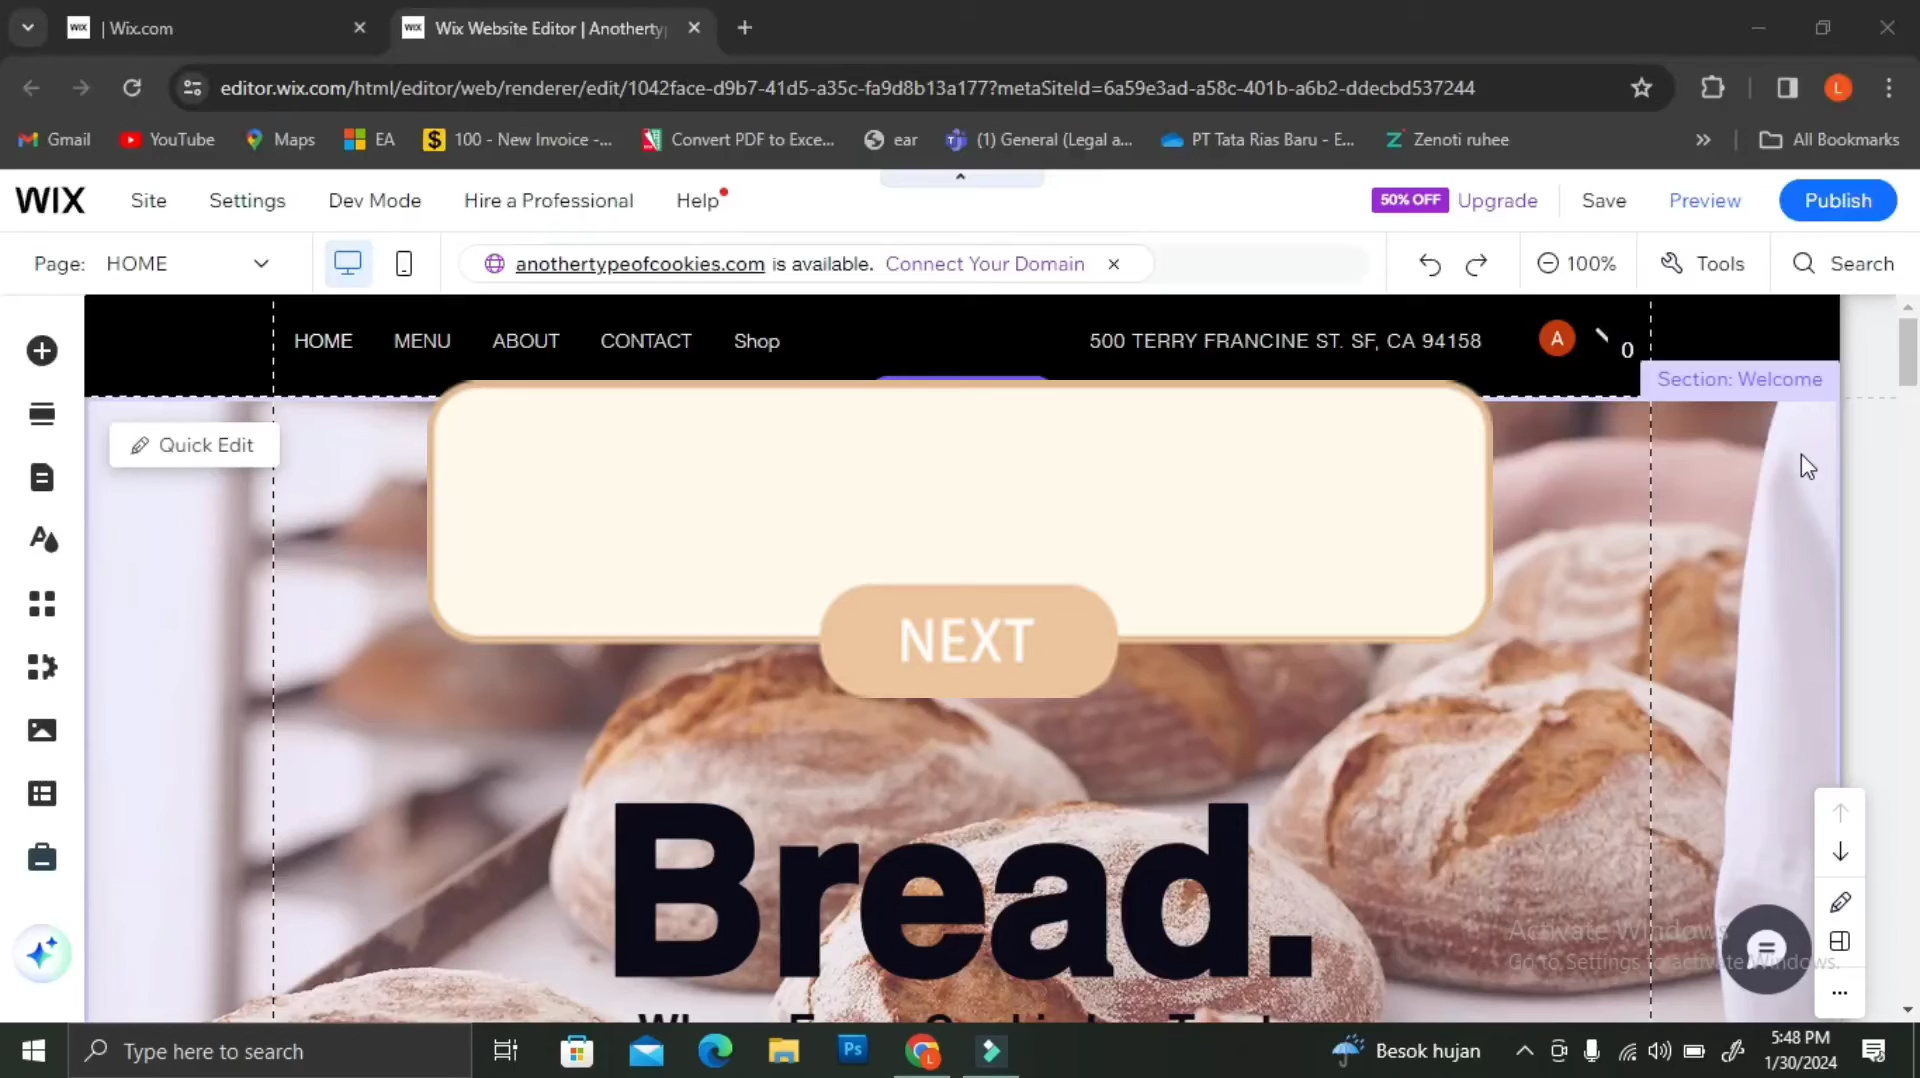 WIX | Wix.com
WIX Wix Website Editor | Anotherty
editor.wix.com/html/editor/web/renderer/edit/1042face-d9b7-41d5-a35c-fa9d8b13a177?metaSiteId=6a59e3ad-a58c-401b-a6b2-ddecbd537244
L
Gmail YouTube Maps EA 100 - New Invoice -... Convert PDF to Exce... ear (1) General (Legal a... PT Tata Rias Baru - E... Zenoti ruhee » All Bookmarks
WIX Site Settings Dev Mode Hire a Professional Help 50% OFF Upgrade Save Preview Publish
Page: HOME anothertypeofcookies.com is available. Connect Your Domain 100% Tools Search
HOME MENU ABOUT CONTACT Shop 500 TERRY FRANCINE ST. SF, CA 94158 A 0
Section: Welcome
Quick Edit
NEXT
Bread.
Activate Windows
Go to Settings to activate Windows.
Type here to search Ps L Besok hujan 5:48 PM
1/30/2024